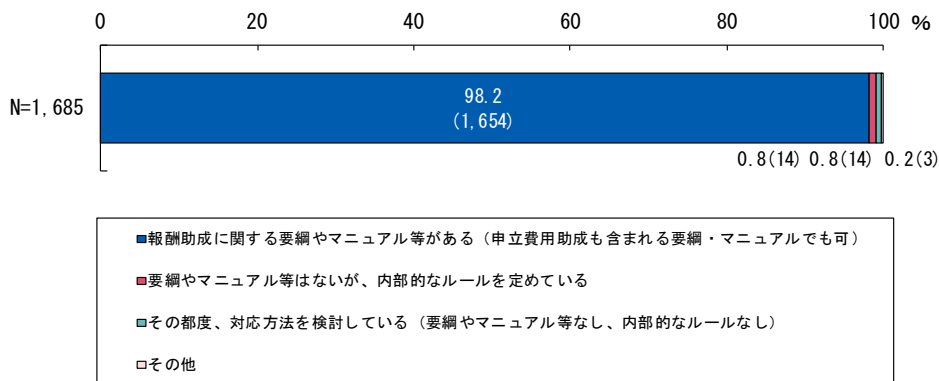 0 20 40 60 80 100 %
N=1,685
98.2
(1,654)
0.8(14) 0.8(14) 0.2(3)
■報酬助成に関する要綱やマニュアル等がある（申立費用助成も含まれる要綱・マニュアルでも可）
■要綱やマニュアル等はないが、内部的なルールを定めている
■その都度、対応方法を検討している（要綱やマニュアル等なし、内部的なルールなし）
□その他